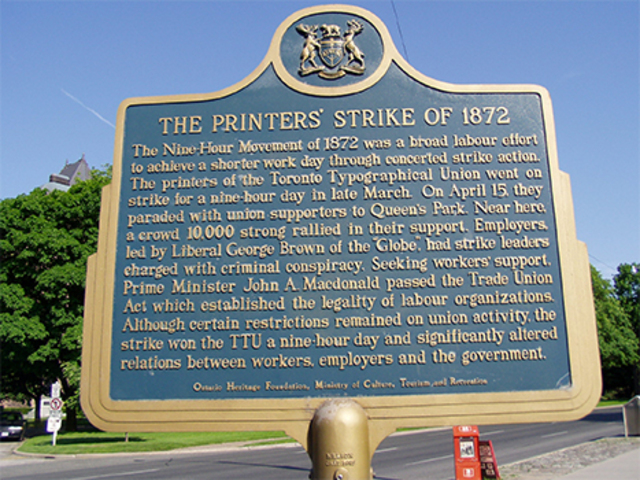 THE PRINTERS' STRIKE OF 1872
The Nine-Hour Movement of 1872 was a broad labour effort
to achieve a shorter work day through concerted strike action.
The printers of the Toronto Typographical Union went on
strike for a nine-hour day in late March. On April 15, they
paraded with union supporters to Queen's Park. Near here,
a crowd 10,000 strong rallied in their support. Employers,
led by Liberal George Brown of the "Globe", had strike leaders
charged with criminal conspiracy. Seeking workers' support,
Prime Minister John A. Macdonald passed the Trade Union
Act which established the legality of labour organizations.
Although certain restrictions remained on union activity, the
strike won the TTU a nine-hour day and significantly altered
relations between workers, employers and the government.
Ontario Heritage Foundation, Ministry of Culture, Tourism and Recreation